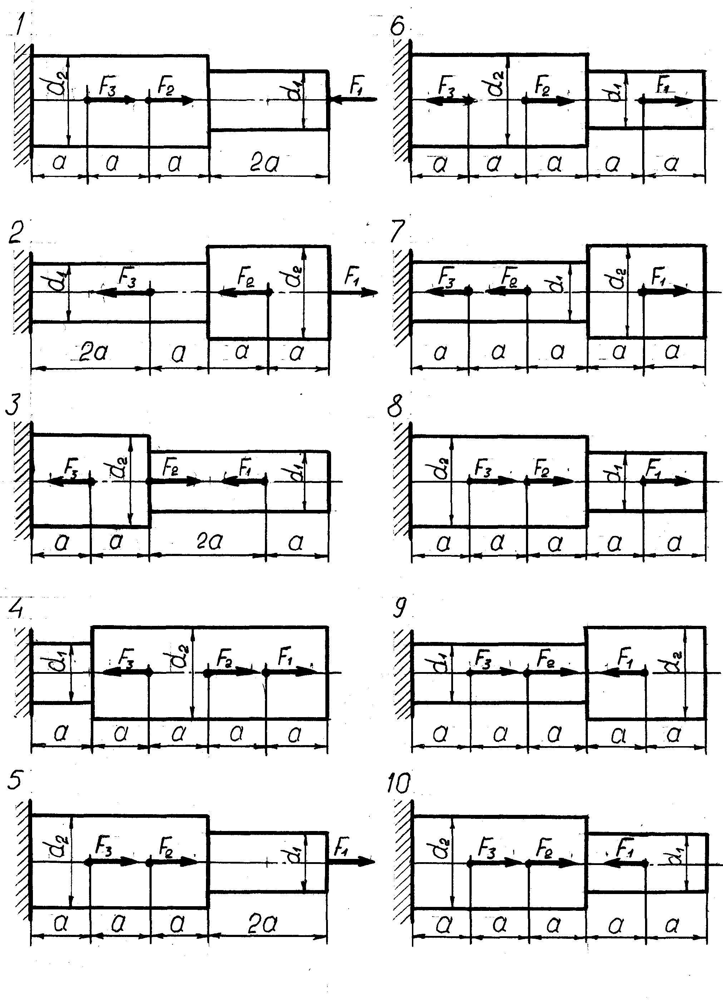 1
d₂ F₃ F₂ d₁ F₁
a a a 2a
6
F₃ d₂ F₂ d₁ F₁
a a a a a
2
d₁ F₃ F₂ d₂ F₁
2a a a a
7
F₃ F₂ d₁ d₂ F₁
a a a a a
3
F₃ d₂ F₂ F₁ d₁
a a 2a a
8
d₂ F₃ F₂ d₁ F₁
a a a a a
4
d₁ F₃ d₂ F₂ F₁
a a a a a
9
d₁ F₃ F₂ F₁ d₂
a a a a a
5
d₂ F₃ F₂ d₁ F₁
a a a 2a
10
d₂ F₃ F₂ F₁ d₁
a a a a a